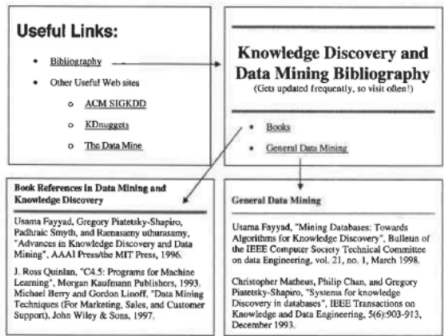 Useful Links:
• Bibliography
• Other Useful Web sites
o ACM SIGKDD
o KDnuggets
o The Data Mine
Knowledge Discovery and
Data Mining Bibliography
(Gets updated frequently, so visit often!)
• Books
• General Data Mining
Book References in Data Mining and
Knowledge Discovery
Usama Fayyad, Gregory Piatetsky-Shapiro,
Padhraic Smyth, and Ramasamy uthurasamy,
"Advances in Knowledge Discovery and Data
Mining", AAAI Press/the MIT Press, 1996.
J. Ross Quinlan, "C4.5: Programs for Machine
Learning", Morgan Kaufmann Publishers, 1993.
Michael Berry and Gordon Linoff, "Data Mining
Techniques (For Marketing, Sales, and Customer
Support), John Wiley & Sons, 1997.
General Data Mining
Usama Fayyad, "Mining Databases: Towards
Algorithms for Knowledge Discovery", Bulletin of
the IEEE Computer Society Technical Committee
on data Engineering, vol. 21, no. 1, March 1998.
Christopher Matheus, Philip Chan, and Gregory
Piatetsky-Shapiro, "Systems for knowledge
Discovery in databases", IEEE Transactions on
Knowledge and Data Engineering, 5(6):903-913,
December 1993.